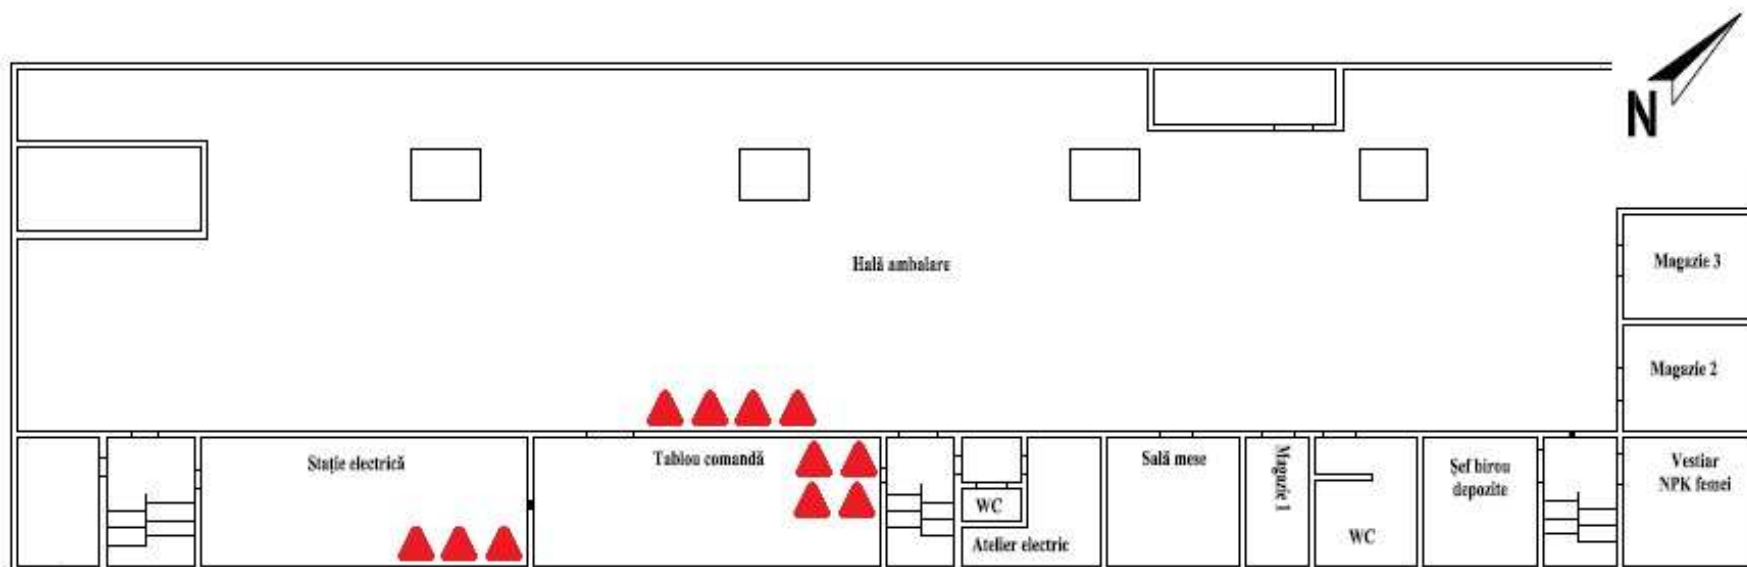 N
Hală ambalare
Magazie 3
Magazie 2
Stație electrică
Tablou comandă
WC
Atelier electric
Sală mese
Magazie 1
WC
Șef birou
depozite
Vestiar
NPK femei